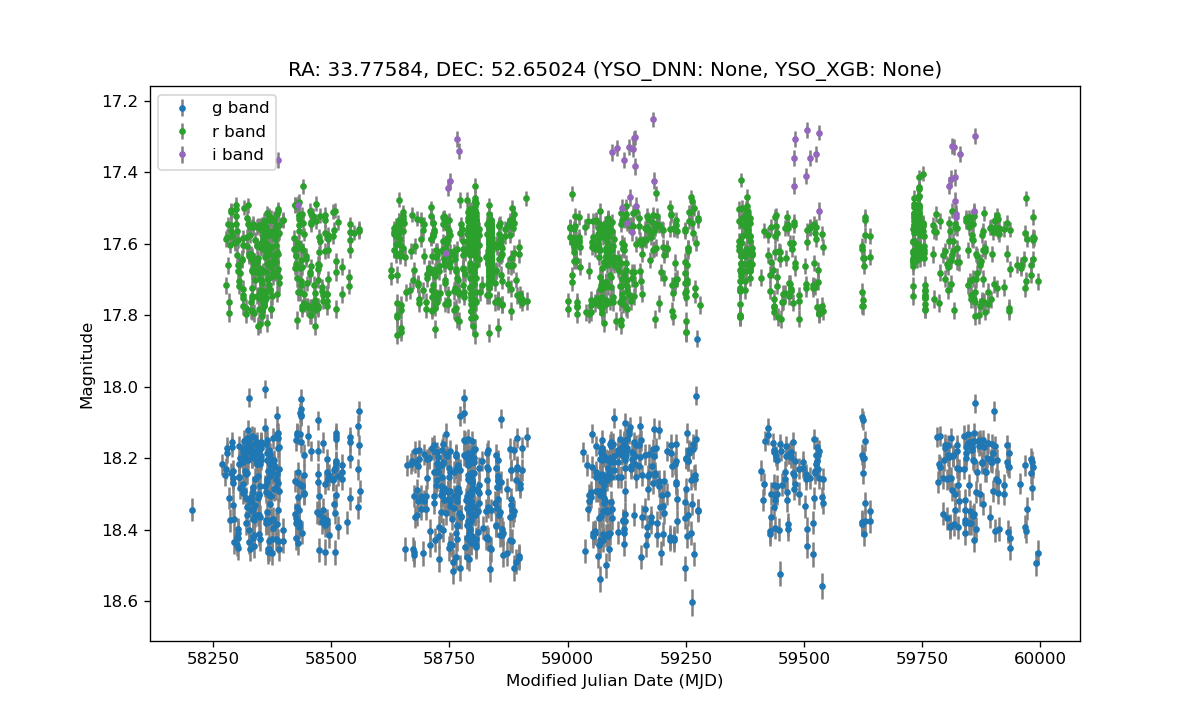 RA: 33.77584, DEC: 52.65024 (YSO_DNN: None, YSO_XGB: None)
g band
r band
i band
17.2
17.4
17.6
17.8
18.0
18.2
18.4
18.6
Magnitude
58250 58500 58750 59000 59250 59500 59750 60000
Modified Julian Date (MJD)